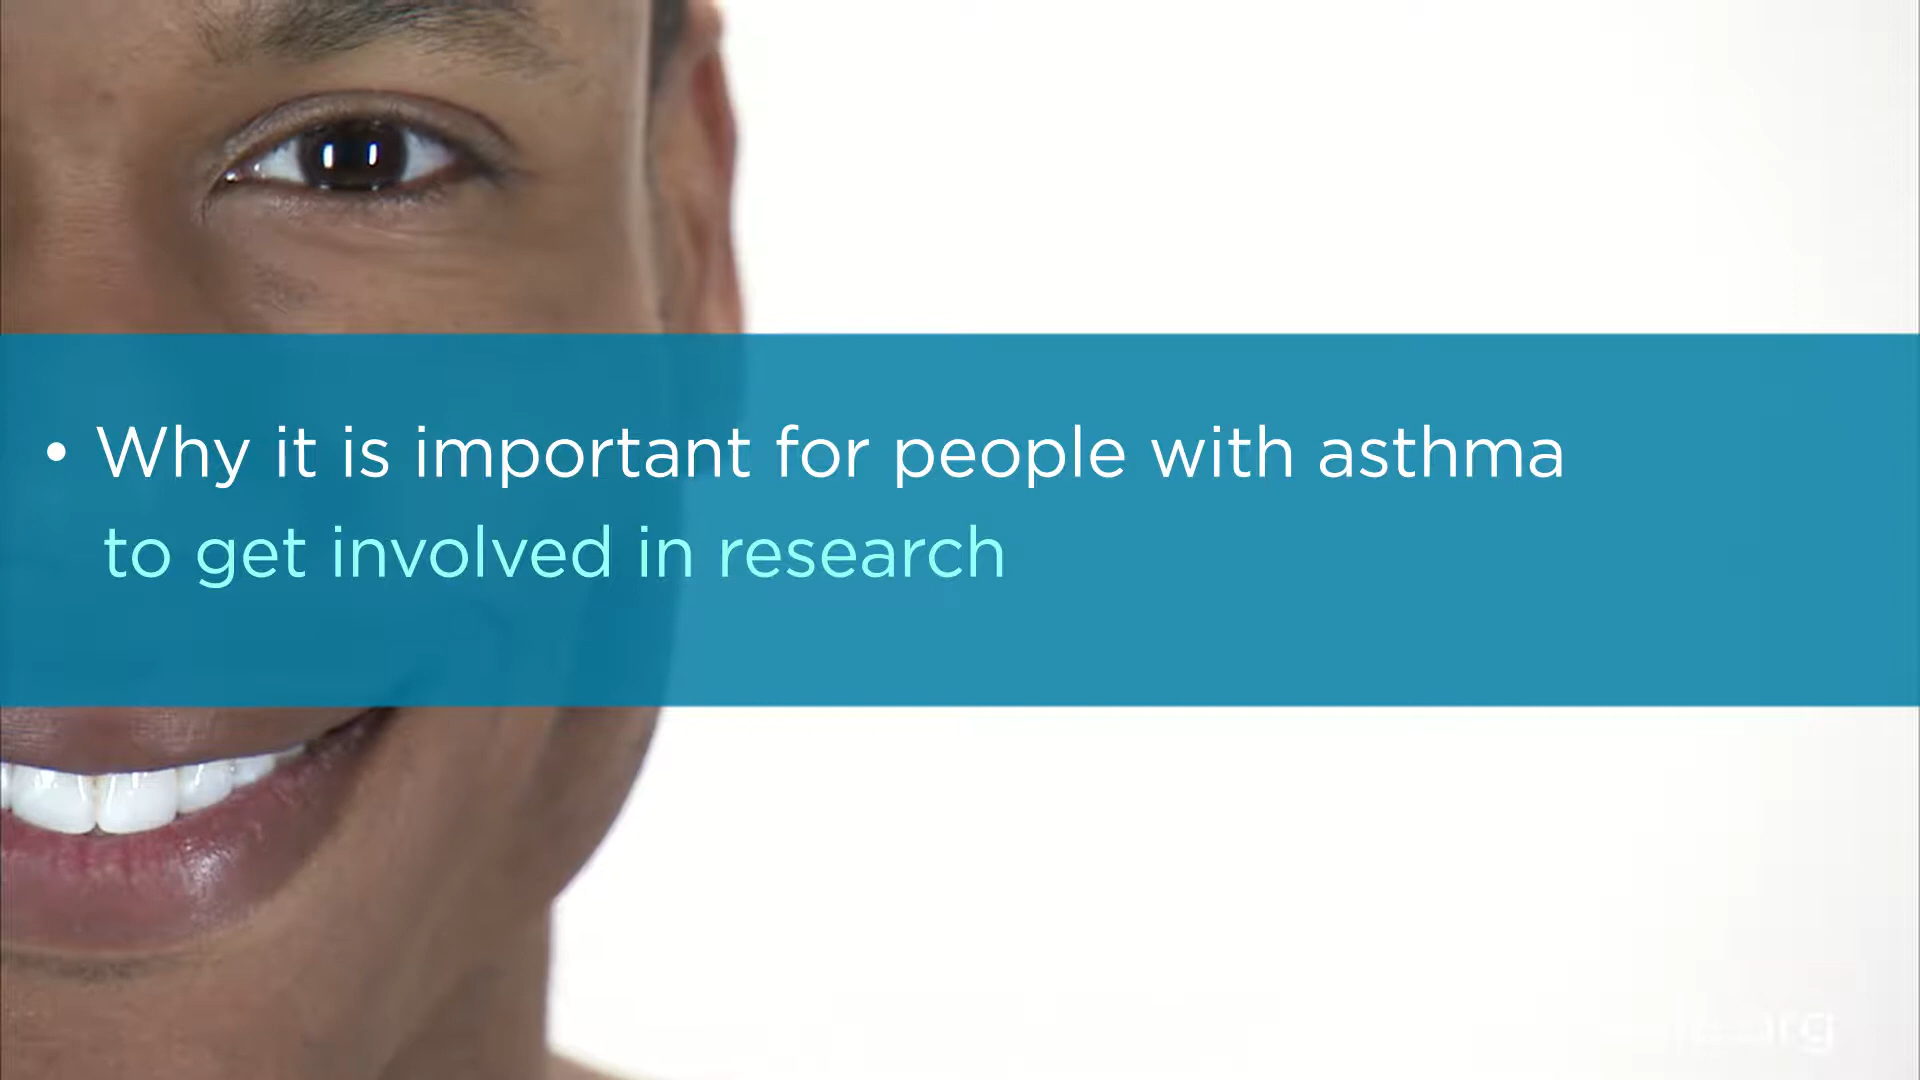 • Why it is important for people with asthma
to get involved in research